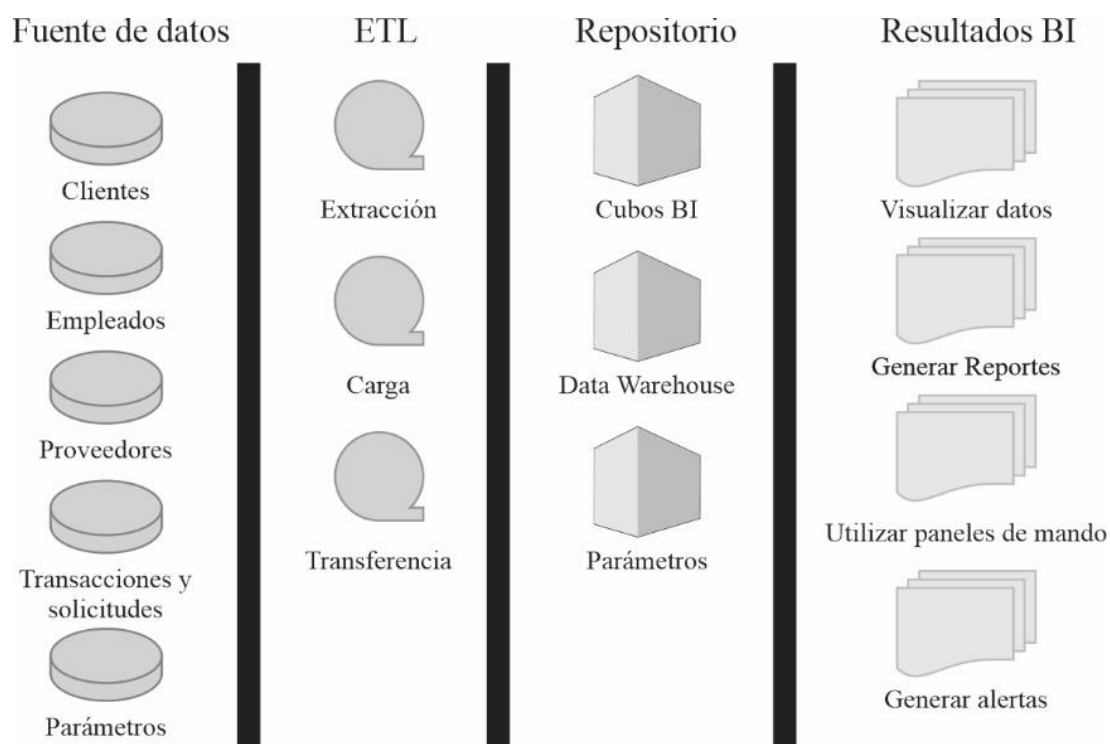 Fuente de datos
Clientes
Empleados
Proveedores
Transacciones y
solicitudes
Parámetros
ETL
Extracción
Carga
Transferencia
Repositorio
Cubos BI
Data Warehouse
Parámetros
Resultados BI
Visualizar datos
Generar Reportes
Utilizar paneles de mando
Generar alertas